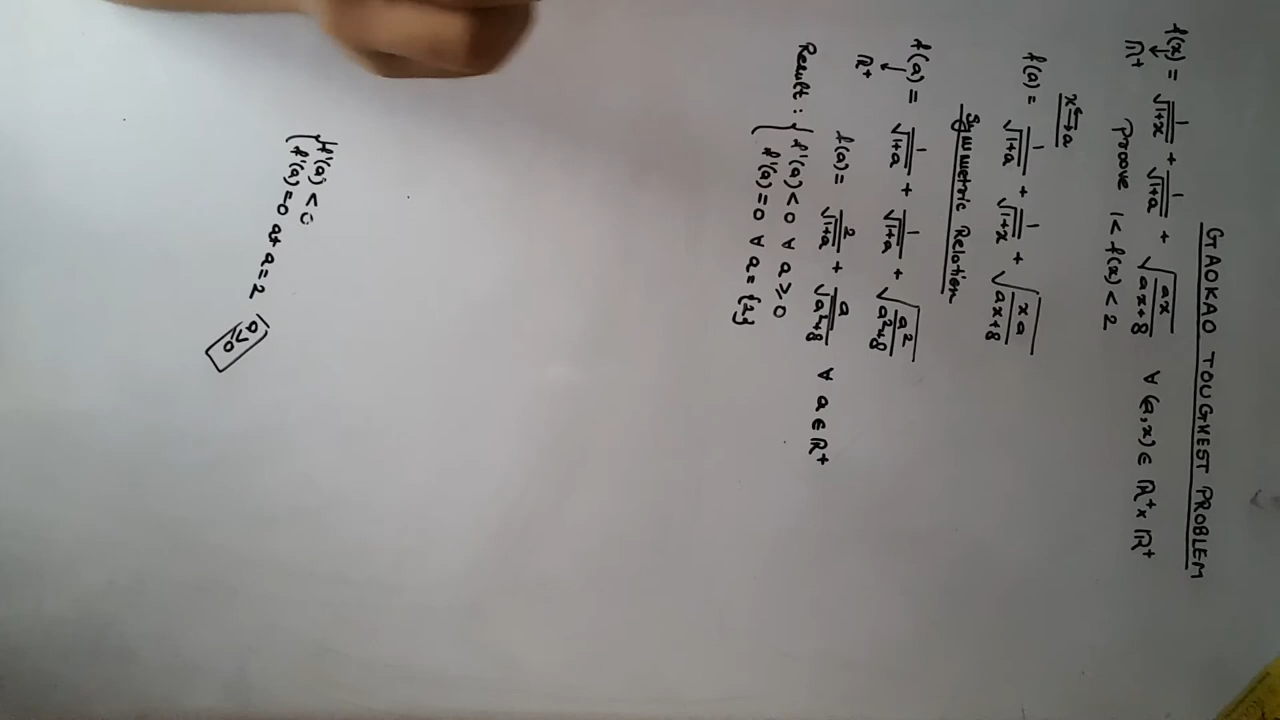 GAOKAO TOUGHEST PROBLEM
f(x) = 1/√(1+x) + 1/√(1+a) + √(ax/(ax+8)) ∀ (a,x) ∈ R⁺ x R⁺
↓
R⁺ Proove 1 < f(x) < 2
x ↔ a
f(a) = 1/√(1+a) + 1/√(1+x) + √(xa/(ax+8))
Symmetric Relation
f(a) = 1/√(1+a) + 1/√(1+a) + √(a²/(a²+8))
↓
R⁺
f(a) = 2/√(1+a) + a/√(a²+8) ∀ a ∈ R⁺
Result : { f'(a) < 0 ∀ a ≥ 0
f'(a) = 0 ∀ a = {2}
{ f'(a) < 0
f'(a) = 0 at a = 2
a ≥ 0